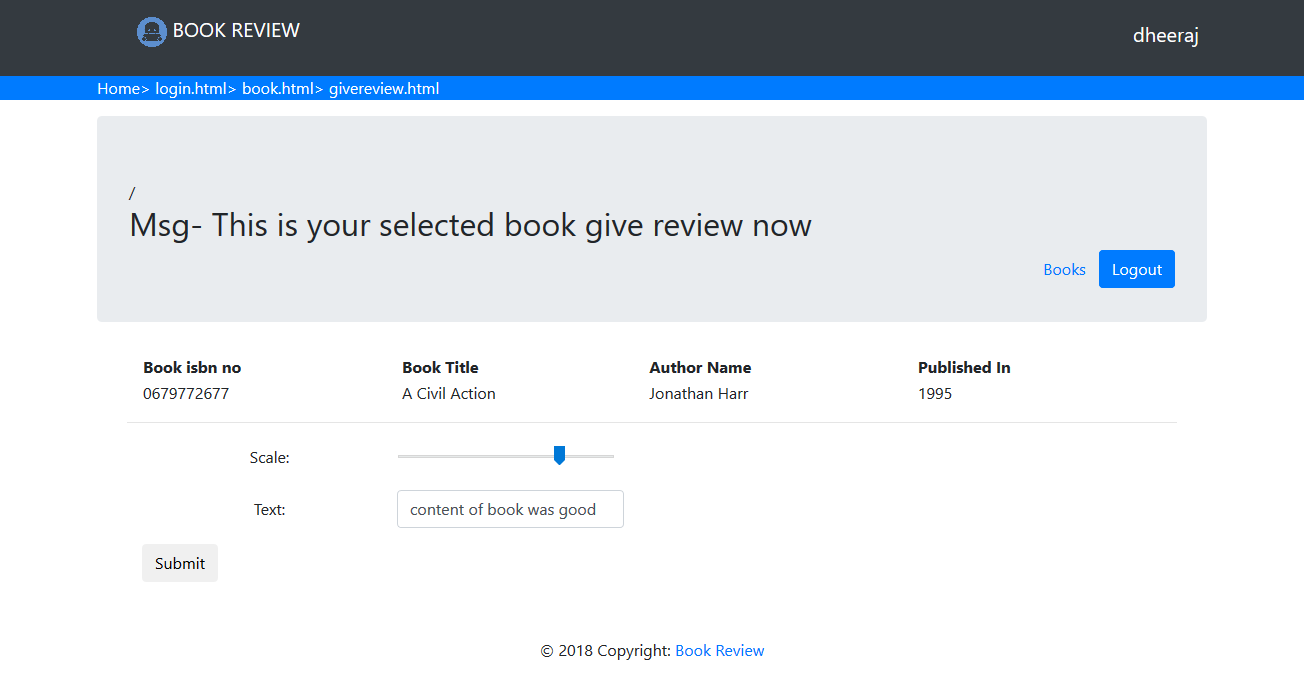 BOOK REVIEW
dheeraj
Home> login.html> book.html> givereview.html
/
Msg- This is your selected book give review now
Books Logout
Book isbn no Book Title Author Name Published In
0679772677 A Civil Action Jonathan Harr 1995
Scale:
Text: content of book was good
Submit
© 2018 Copyright: Book Review